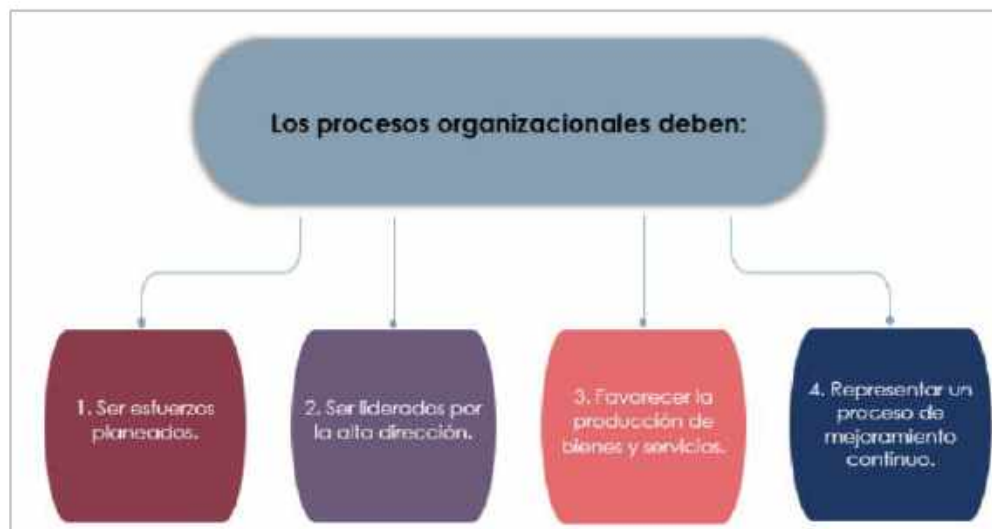 Los procesos organizacionales deben:
1. Ser esfuerzos
planeados.
2. Ser liderados por
la alta dirección.
3. Favorecer la
producción de
bienes y servicios.
4. Representar un
proceso de
mejoramiento
continuo.